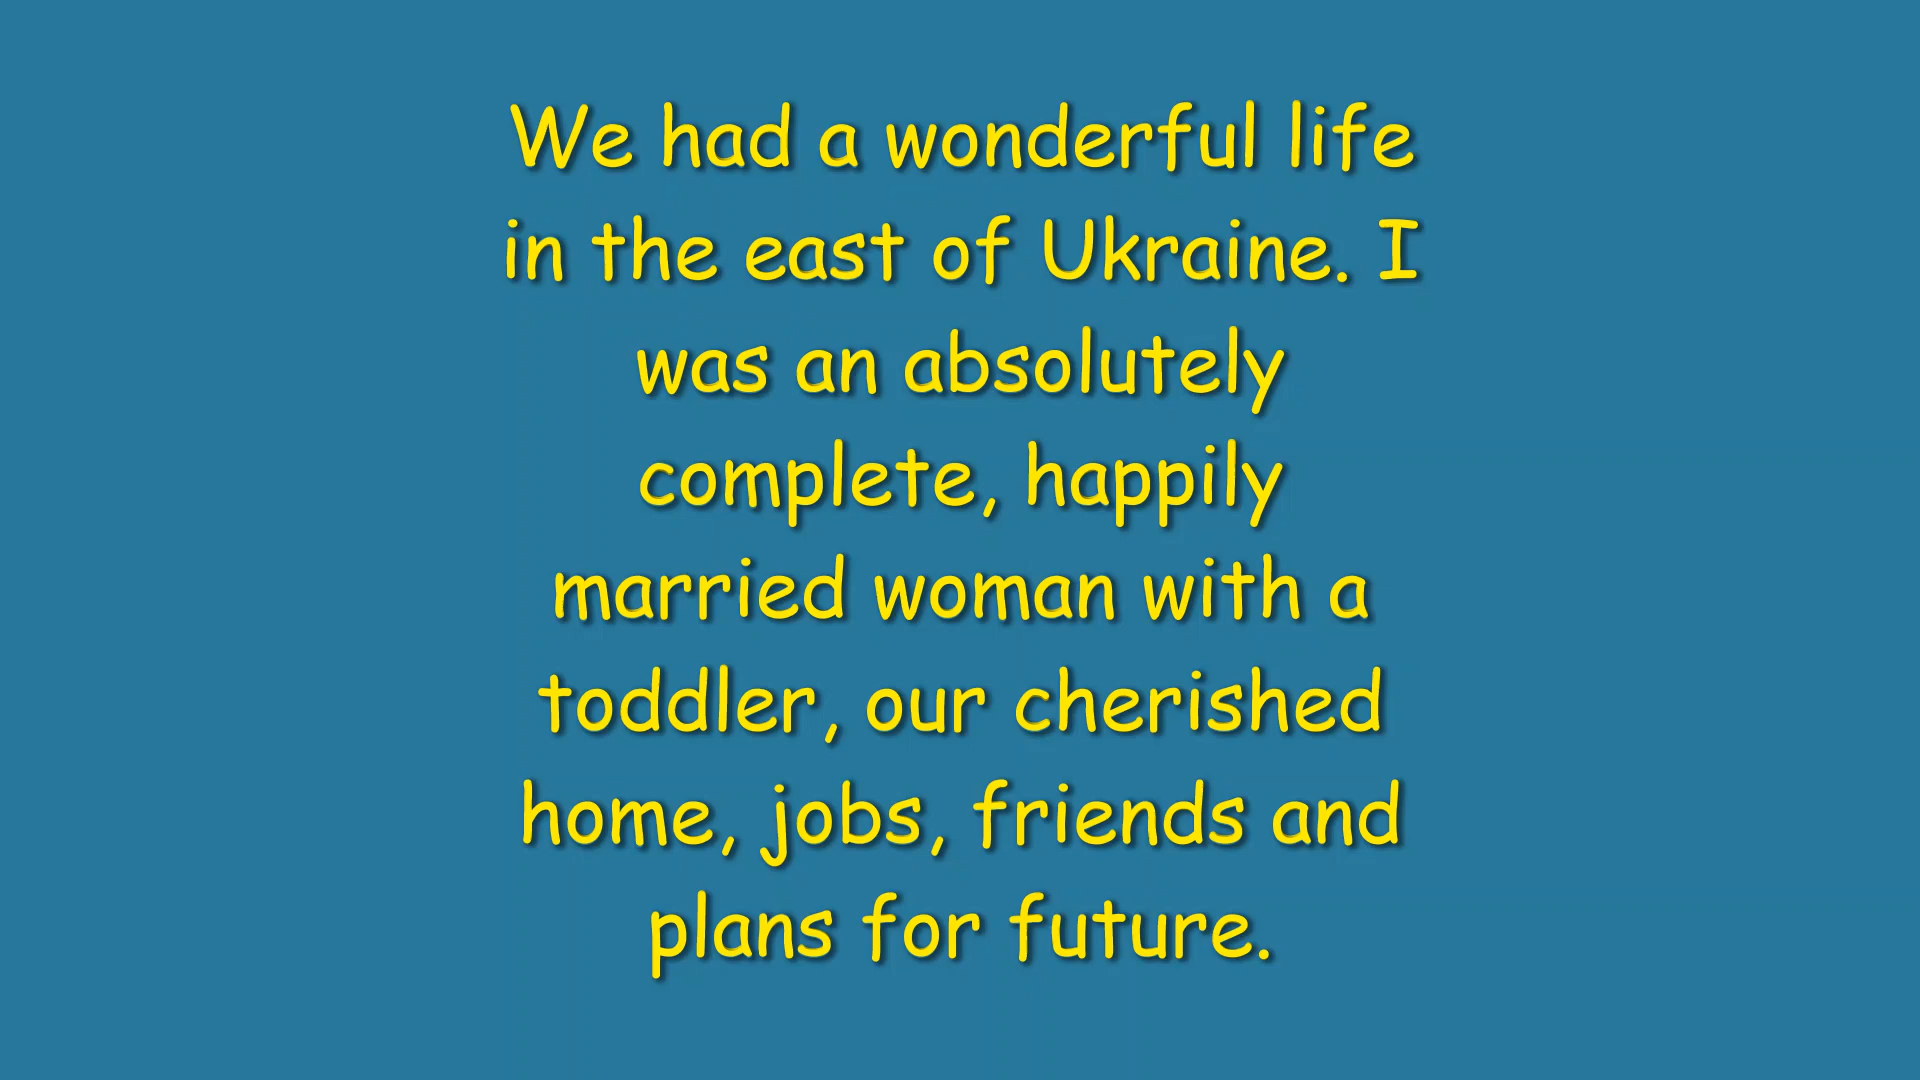 We had a wonderful life
in the east of Ukraine. I
was an absolutely
complete, happily
married woman with a
toddler, our cherished
home, jobs, friends and
plans for future.